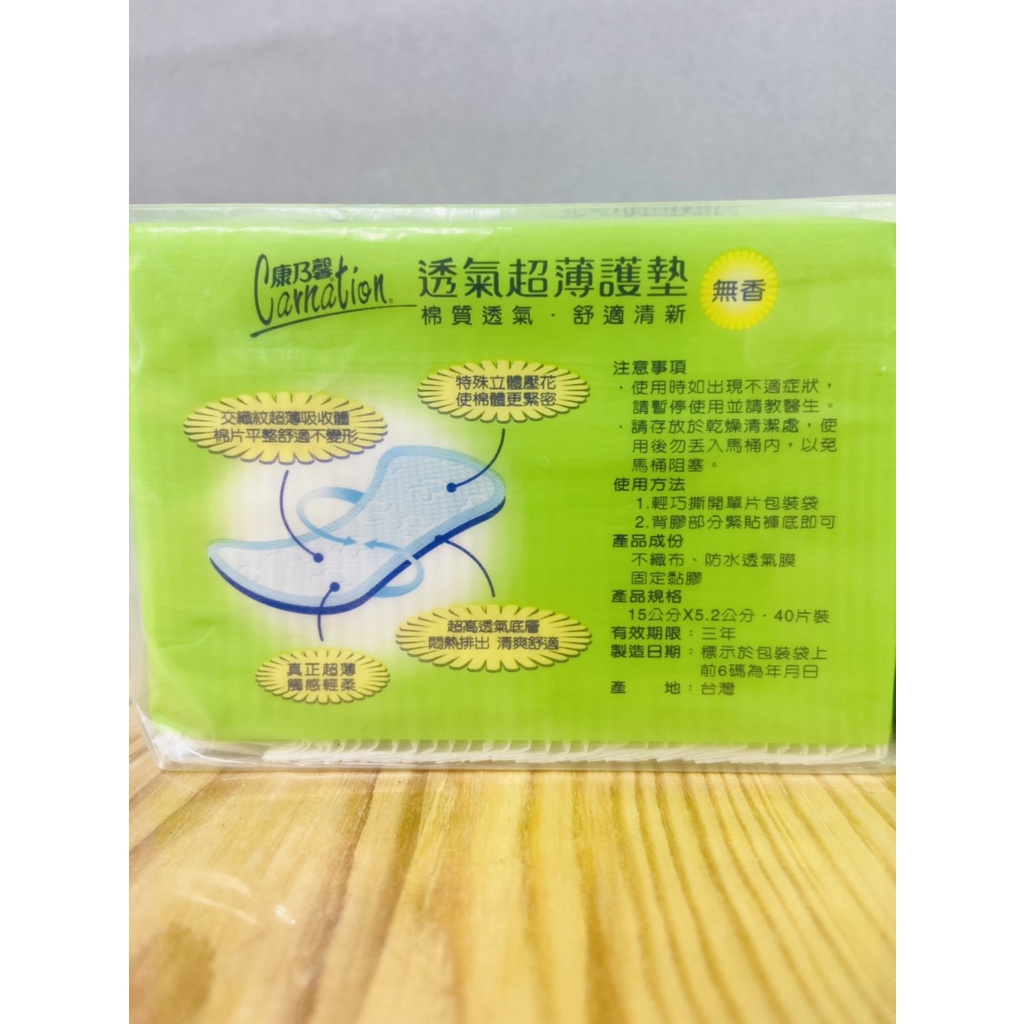 康乃馨
Carnation
透氣超薄護墊
無香
棉質透氣．舒適清新
特殊立體壓花
使棉體更緊密
交織紋超薄吸收體
棉片平整舒適不變形
超高透氣底層
悶熱排出 清爽舒適
真正超薄
觸感輕柔
注意事項
．使用時如出現不適症狀，
請暫停使用並請教醫生。
．請存放於乾燥清潔處，使
用後勿丟入馬桶內，以免
馬桶阻塞。
使用方法
1.輕巧撕開單片包裝袋
2.背膠部分緊貼褲底即可
產品成份
不織布、防水透氣膜
固定黏膠
產品規格
15公分X5.2公分．40片裝
有效期限：三年
製造日期：標示於包裝袋上
前6碼為年月日
產　地：台灣